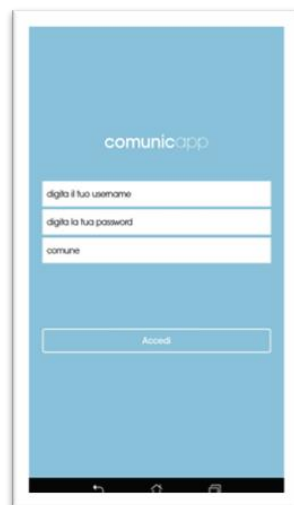 comunicapp
digita il tuo username
digita la tua password
comune
Accedi